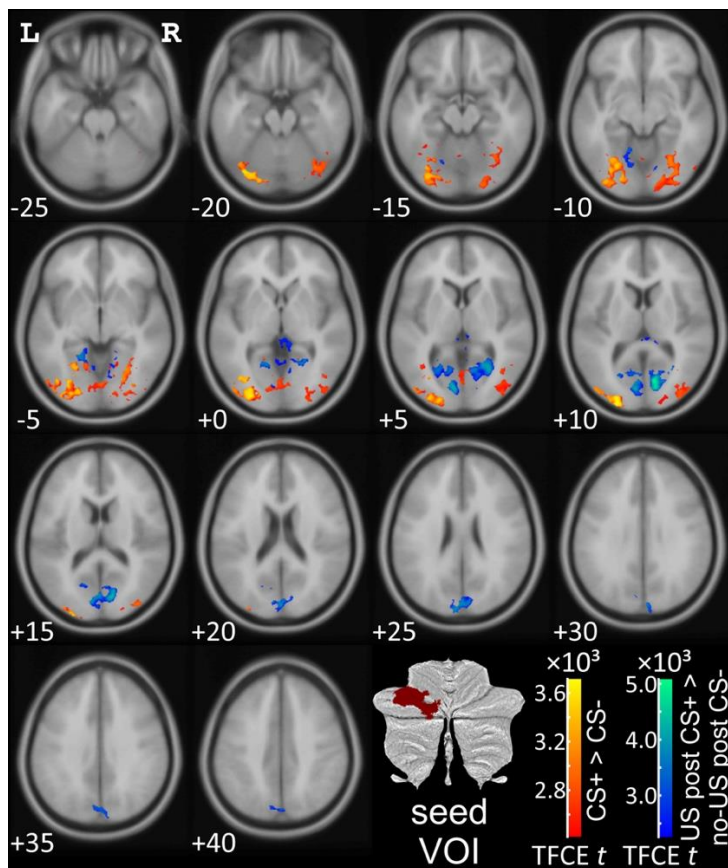 L R
-25 -20 -15 -10
-5 +0 +5 +10
+15 +20 +25 +30
+35 +40
seed
VOI
×10³
3.6
3.2
2.8
TFCE t
CS+ > CS-
×10³
5.0
4.0
3.0
TFCE t
US post CS+ >
no-US post CS-